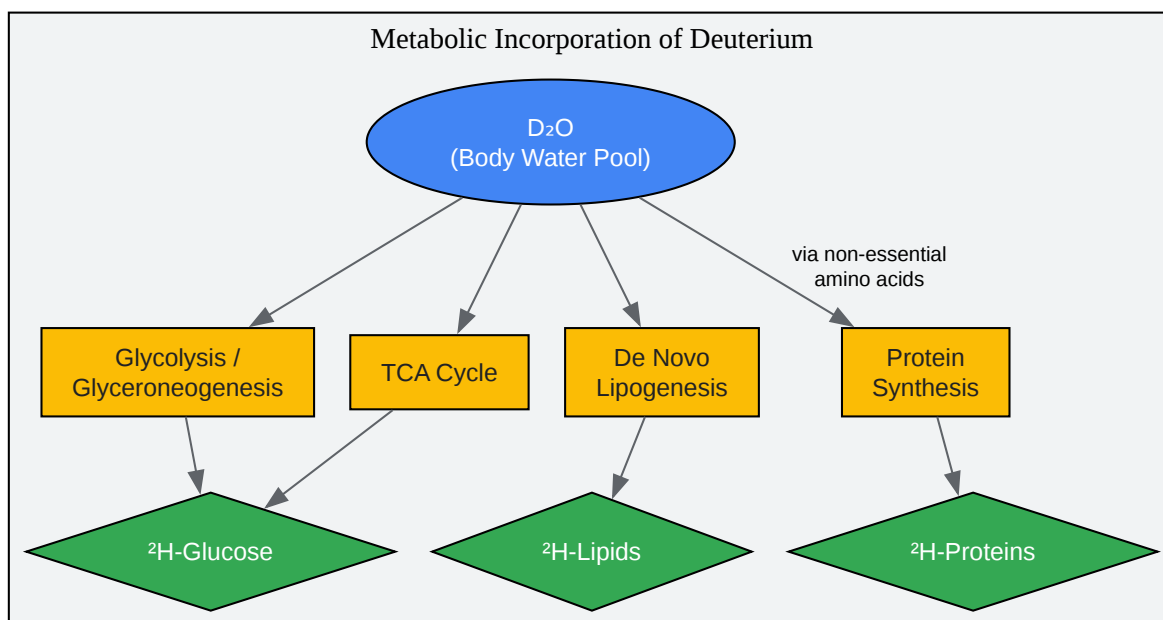 Metabolic Incorporation of Deuterium
D₂O
(Body Water Pool)
via non-essential
amino acids
Glycolysis /
Glyceroneogenesis
TCA Cycle
De Novo
Lipogenesis
Protein
Synthesis
²H-Glucose
²H-Lipids
²H-Proteins